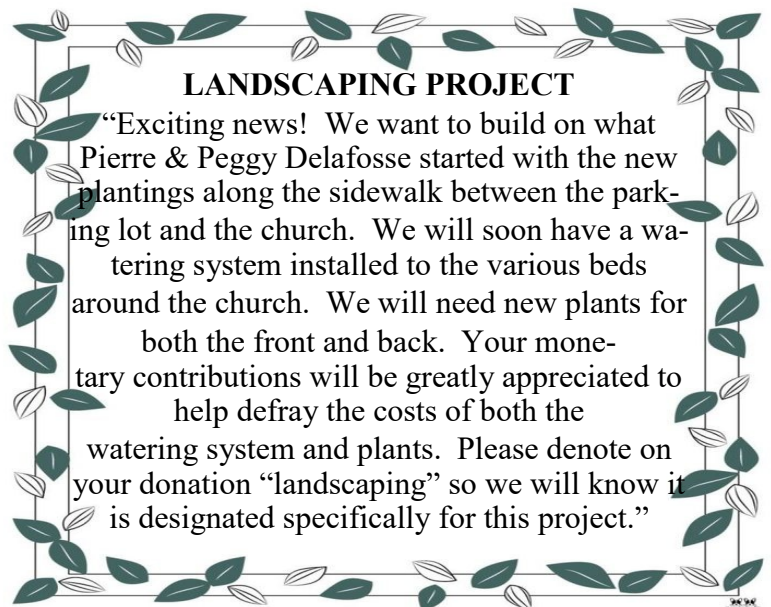 LANDSCAPING PROJECT
“Exciting news!  We want to build on what
Pierre & Peggy Delafosse started with the new
plantings along the sidewalk between the park-
ing lot and the church.  We will soon have a wa-
tering system installed to the various beds
around the church.  We will need new plants for
both the front and back.  Your mone-
tary contributions will be greatly appreciated to
help defray the costs of both the
watering system and plants.  Please denote on
your donation “landscaping” so we will know it
is designated specifically for this project.”